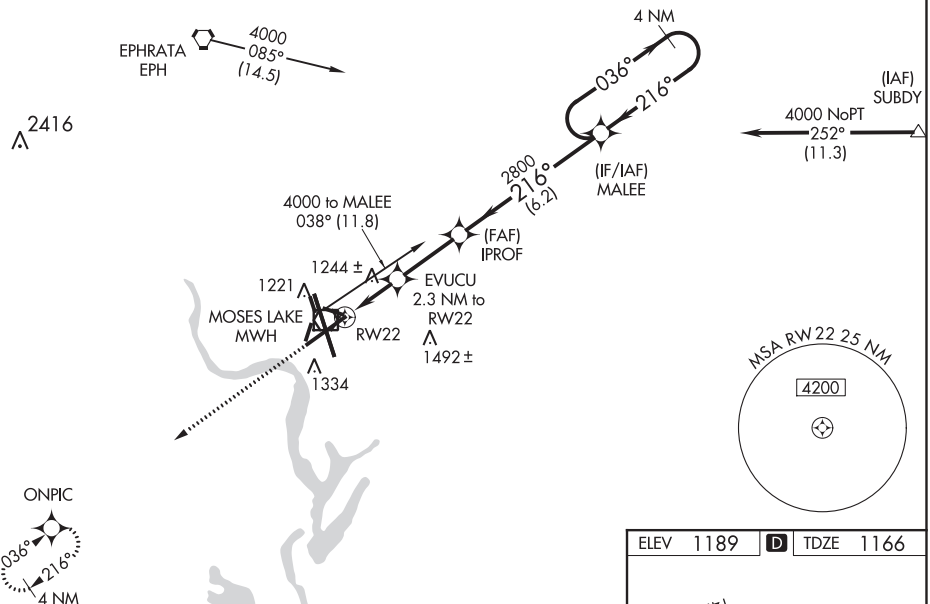 4 NM
4000
085°
(14.5)
EPHRATA
EPH
036°
216°
(IAF)
SUBDY
4000 NoPT
252°
(11.3)
2416
(IF/IAF)
MALEE
2800
216°
(6.2)
4000 to MALEE
038° (11.8)
(FAF)
IPROF
1244 ±
1221
EVUCU
2.3 NM to
RW22
MOSES LAKE
MWH
RW22
1492 ±
1334
MSA RW 22 25 NM
4200
ONPIC
036°
216°
4 NM
ELEV 1189 D TDZE 1166